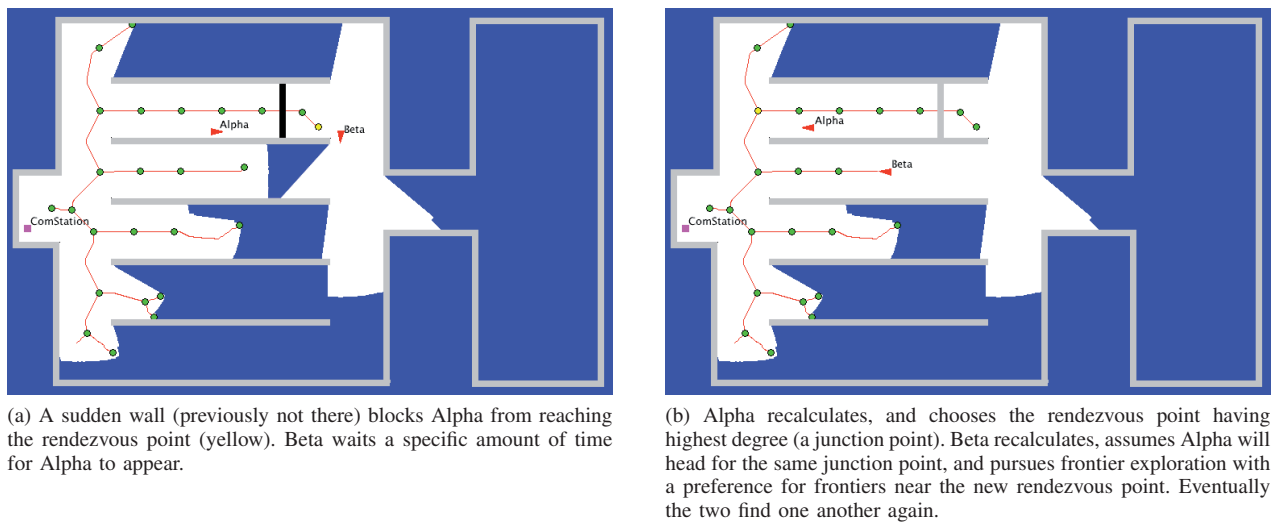 Alpha
Beta
ComStation
(a) A sudden wall (previously not there) blocks Alpha from reaching
the rendezvous point (yellow). Beta waits a specific amount of time
for Alpha to appear.
Alpha
Beta
ComStation
(b) Alpha recalculates, and chooses the rendezvous point having
highest degree (a junction point). Beta recalculates, assumes Alpha will
head for the same junction point, and pursues frontier exploration with
a preference for frontiers near the new rendezvous point. Eventually
the two find one another again.